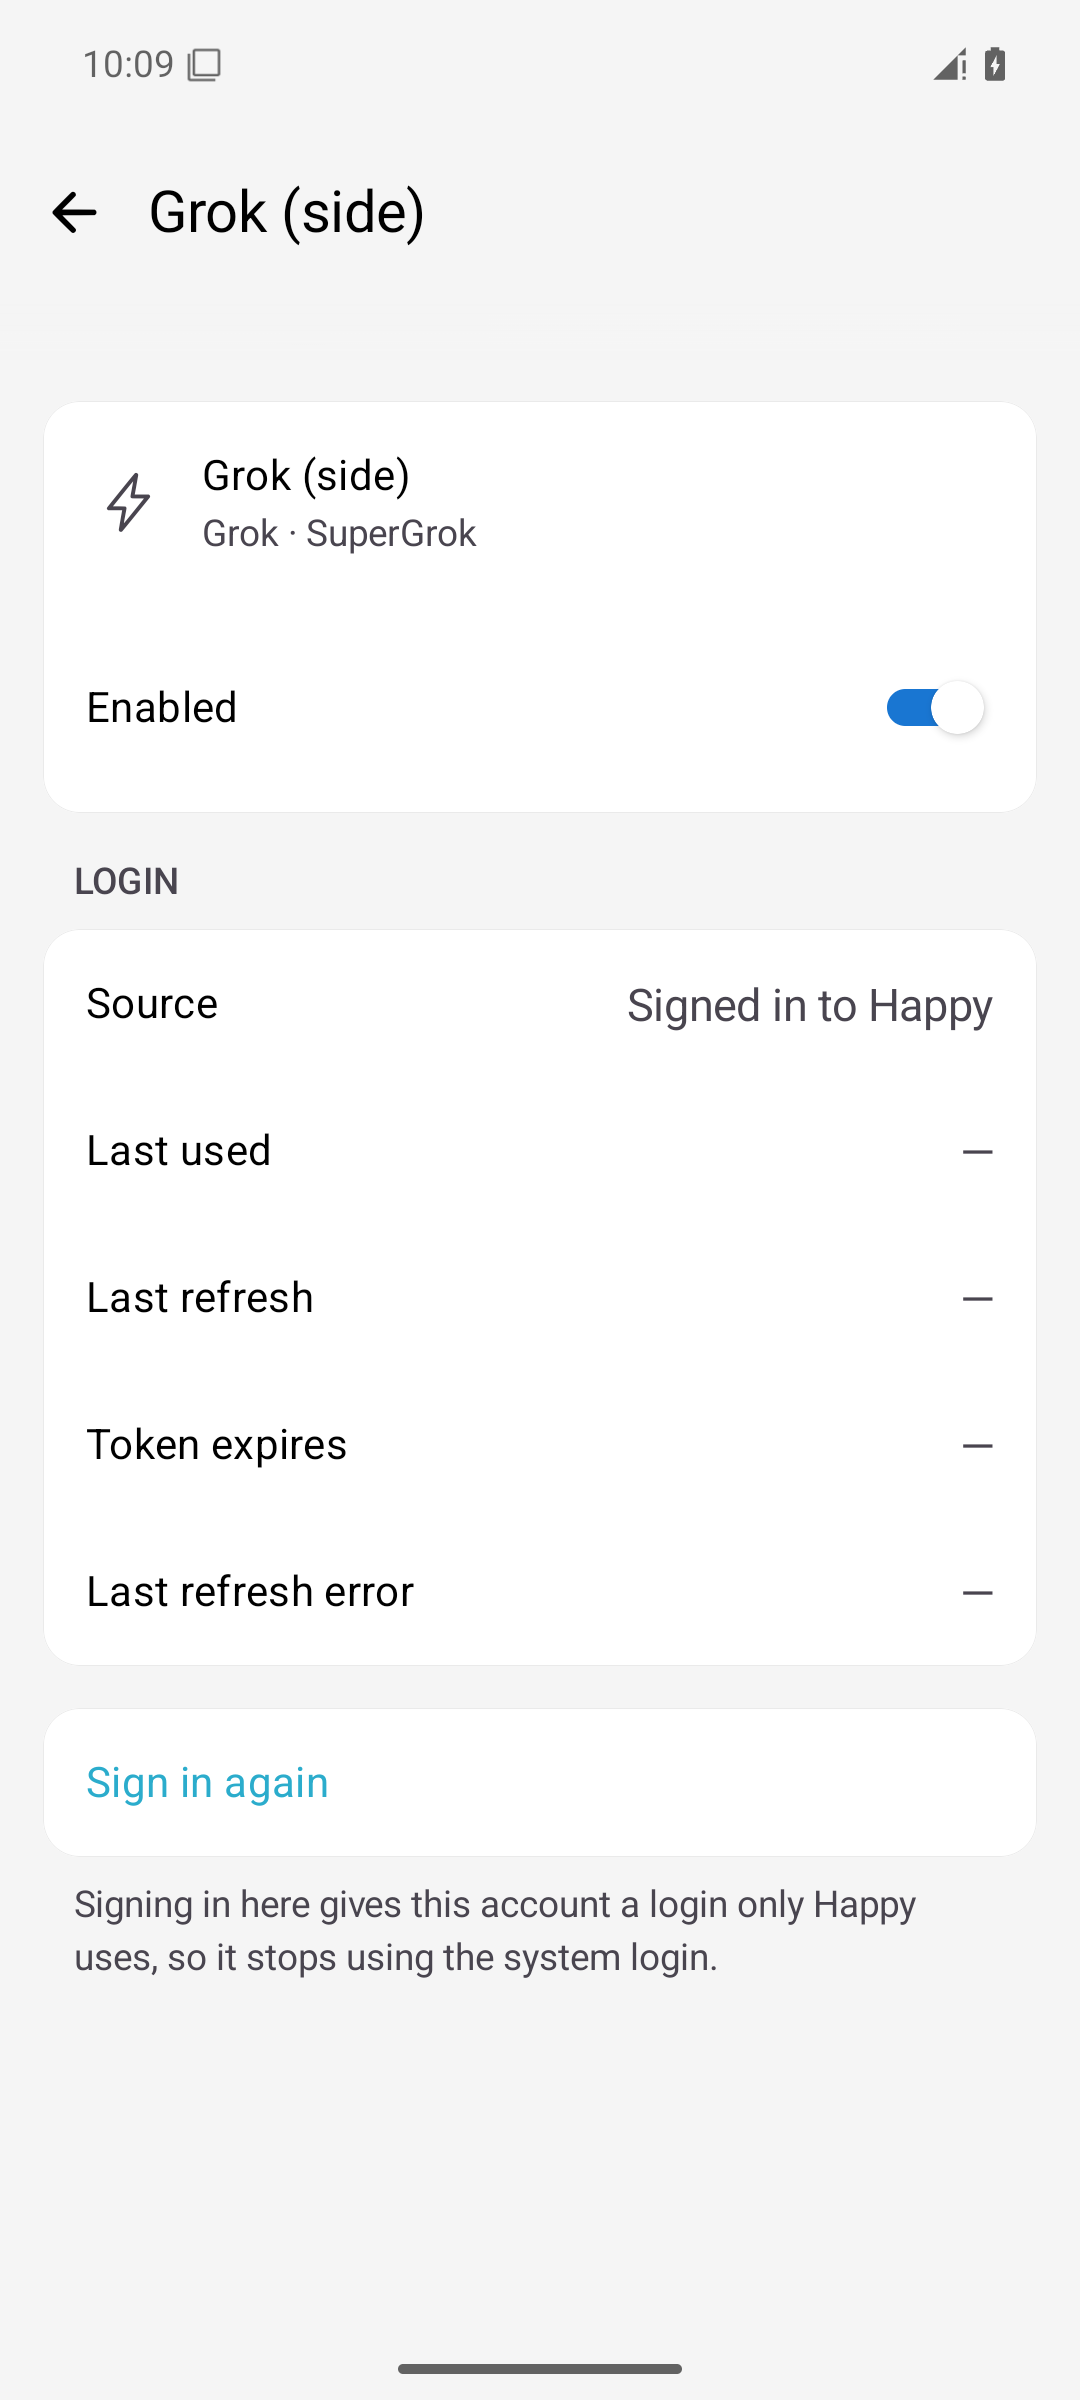 10:09
Grok (side)
Grok (side)
Grok · SuperGrok
Enabled
LOGIN
Source
Signed in to Happy
Last used
—
Last refresh
—
Token expires
—
Last refresh error
—
Sign in again
Signing in here gives this account a login only Happy
uses, so it stops using the system login.